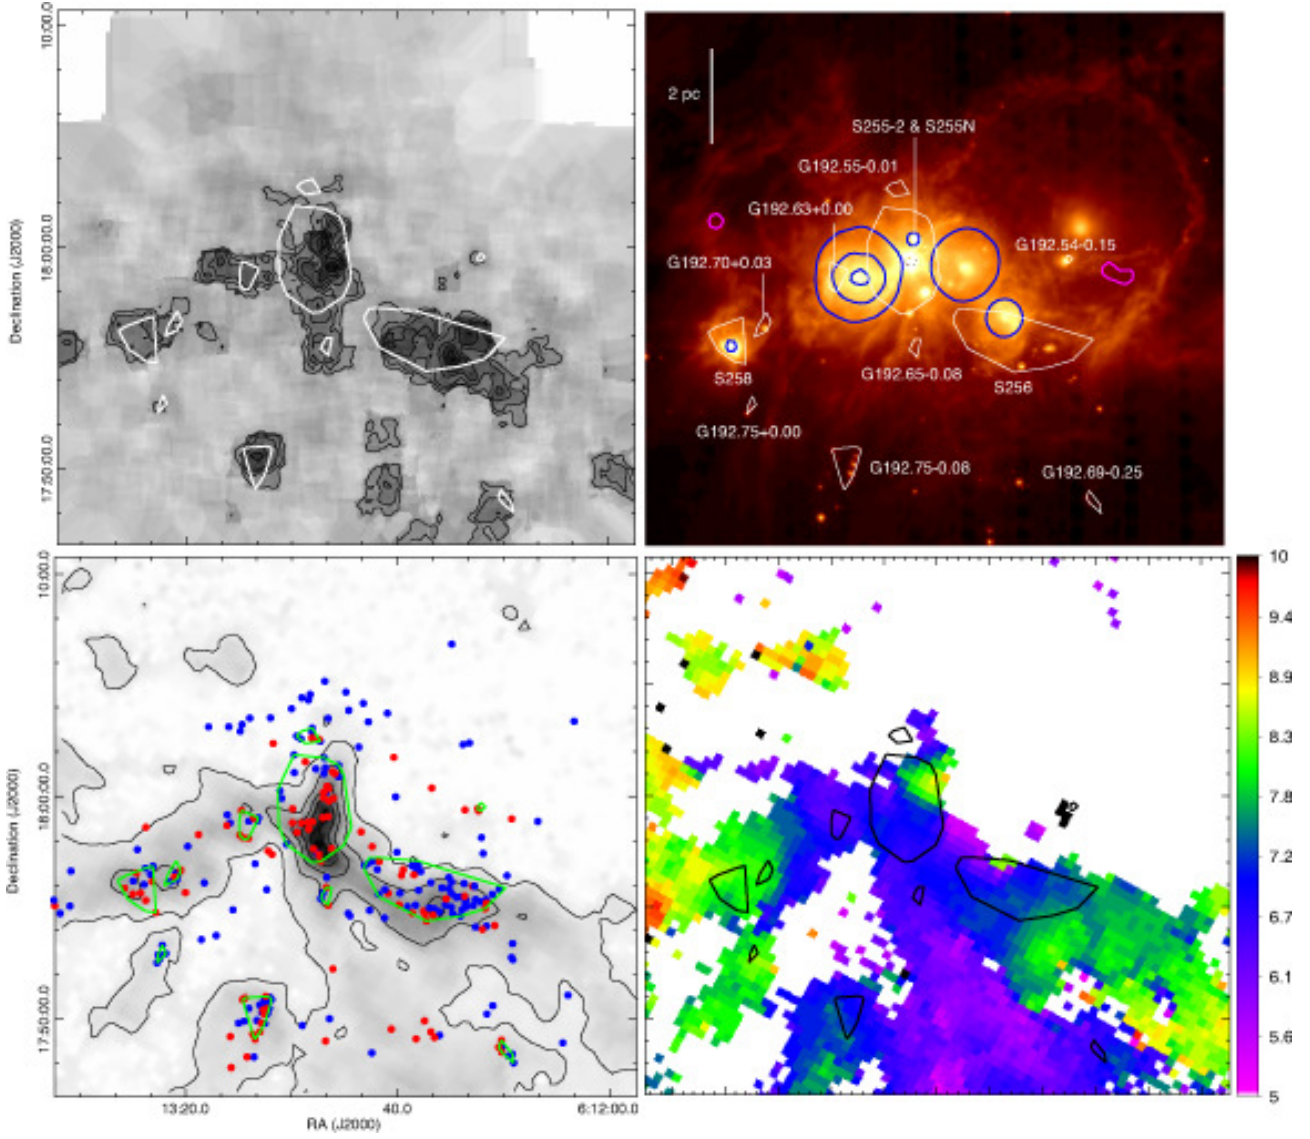 10:00.0
18:00:00.0
17:50:00.0
Declination (J2000)
2 pc
S255-2 & S255N
G192.55-0.01
G192.63+0.00
G192.54-0.15
G192.70+0.03
S258
G192.65-0.08
S256
G192.75+0.00
G192.75-0.08
G192.69-0.25
10:00.0
18:00:00.0
17:50:00.0
Declination (J2000)
13:20.0
40.0
6:12:00.0
RA (J2000)
10
9.4
8.9
8.3
7.8
7.2
6.7
6.1
5.6
5